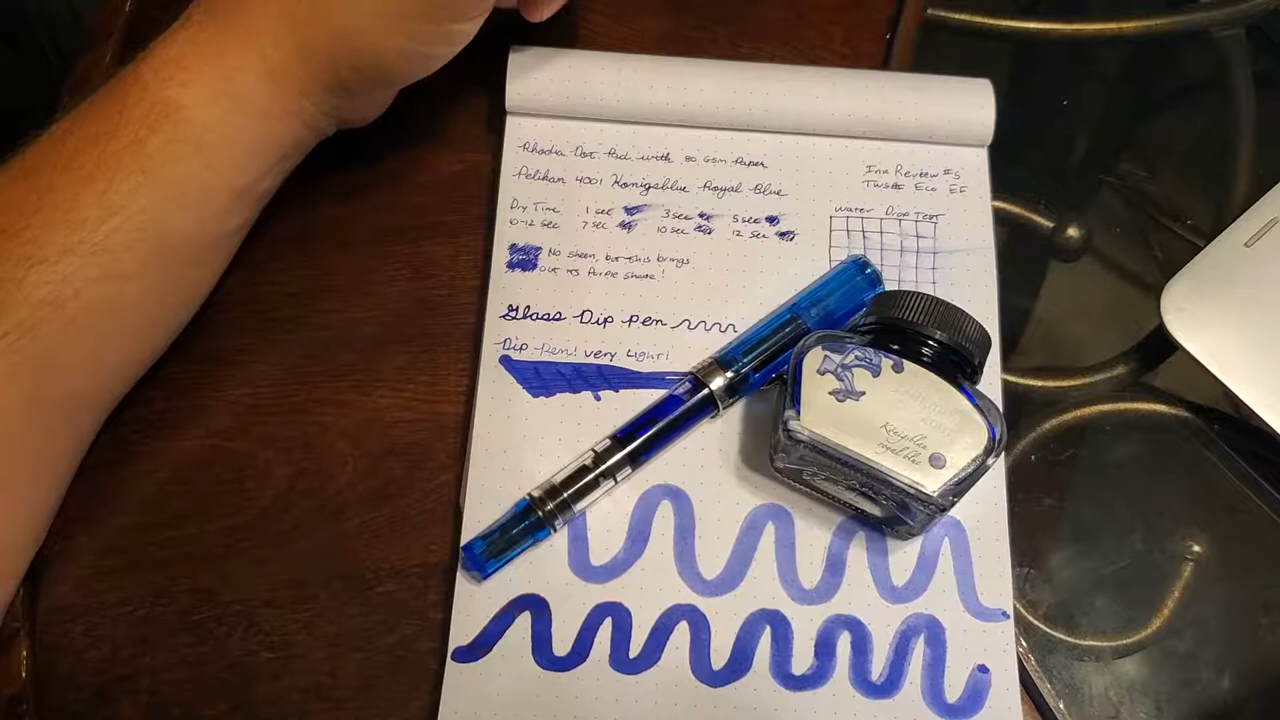 Rhodia Dot Pad with 80 GSM Paper
Pelikan 4001 Konigsblue Royal Blue
Ink Review #5
TWSBI Eco EF
Dry Time 1 sec 3 sec 5 sec
10-12 sec 7 sec 10 sec 12 sec
Water Drop Test
No sheen, but this brings
out its Purple shade!
Glass Dip Pen
Dip Pen! very Light!
Königsblau
royal blue